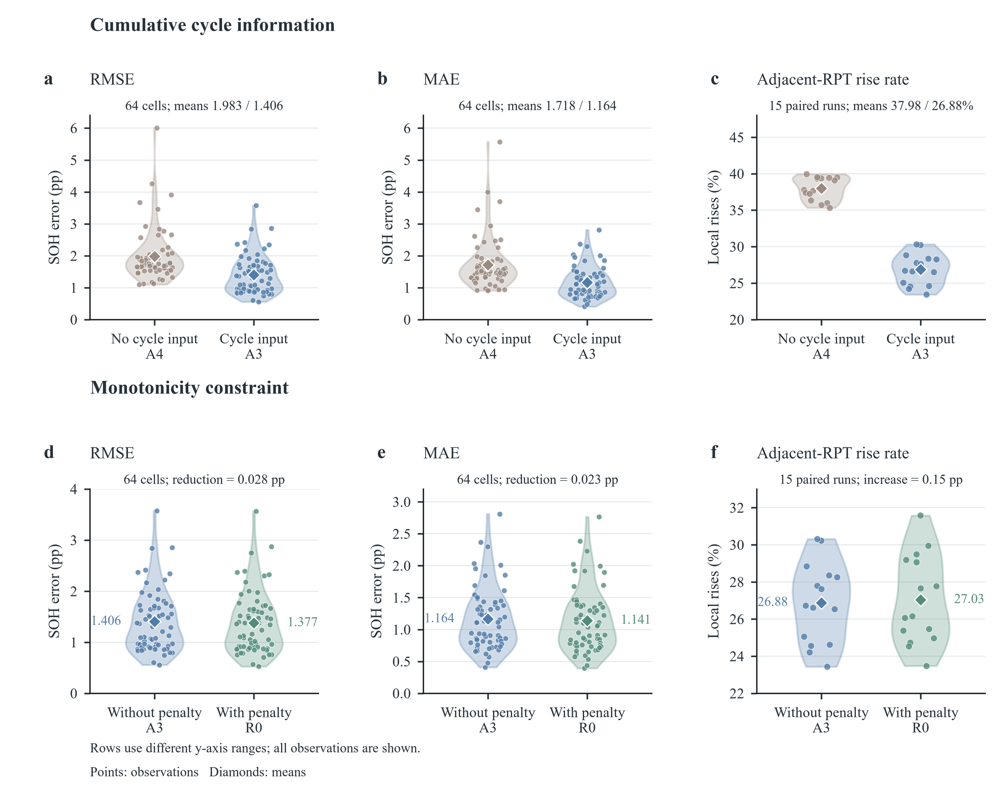 Cumulative cycle information
a RMSE
64 cells; means 1.983 / 1.406
SOH error (pp)
6
5
4
3
2
1
0
No cycle input
A4
Cycle input
A3
b MAE
64 cells; means 1.718 / 1.164
SOH error (pp)
6
5
4
3
2
1
0
No cycle input
A4
Cycle input
A3
c Adjacent-RPT rise rate
15 paired runs; means 37.98 / 26.88%
Local rises (%)
45
40
35
30
25
20
No cycle input
A4
Cycle input
A3
Monotonicity constraint
d RMSE
64 cells; reduction = 0.028 pp
SOH error (pp)
4
3
2
1
0
1.406
1.377
Without penalty
A3
With penalty
R0
e MAE
64 cells; reduction = 0.023 pp
SOH error (pp)
3.0
2.5
2.0
1.5
1.0
0.5
0.0
1.164
1.141
Without penalty
A3
With penalty
R0
f Adjacent-RPT rise rate
15 paired runs; increase = 0.15 pp
Local rises (%)
32
30
28
26
24
22
26.88
27.03
Without penalty
A3
With penalty
R0
Rows use different y-axis ranges; all observations are shown.
Points: observations Diamonds: means